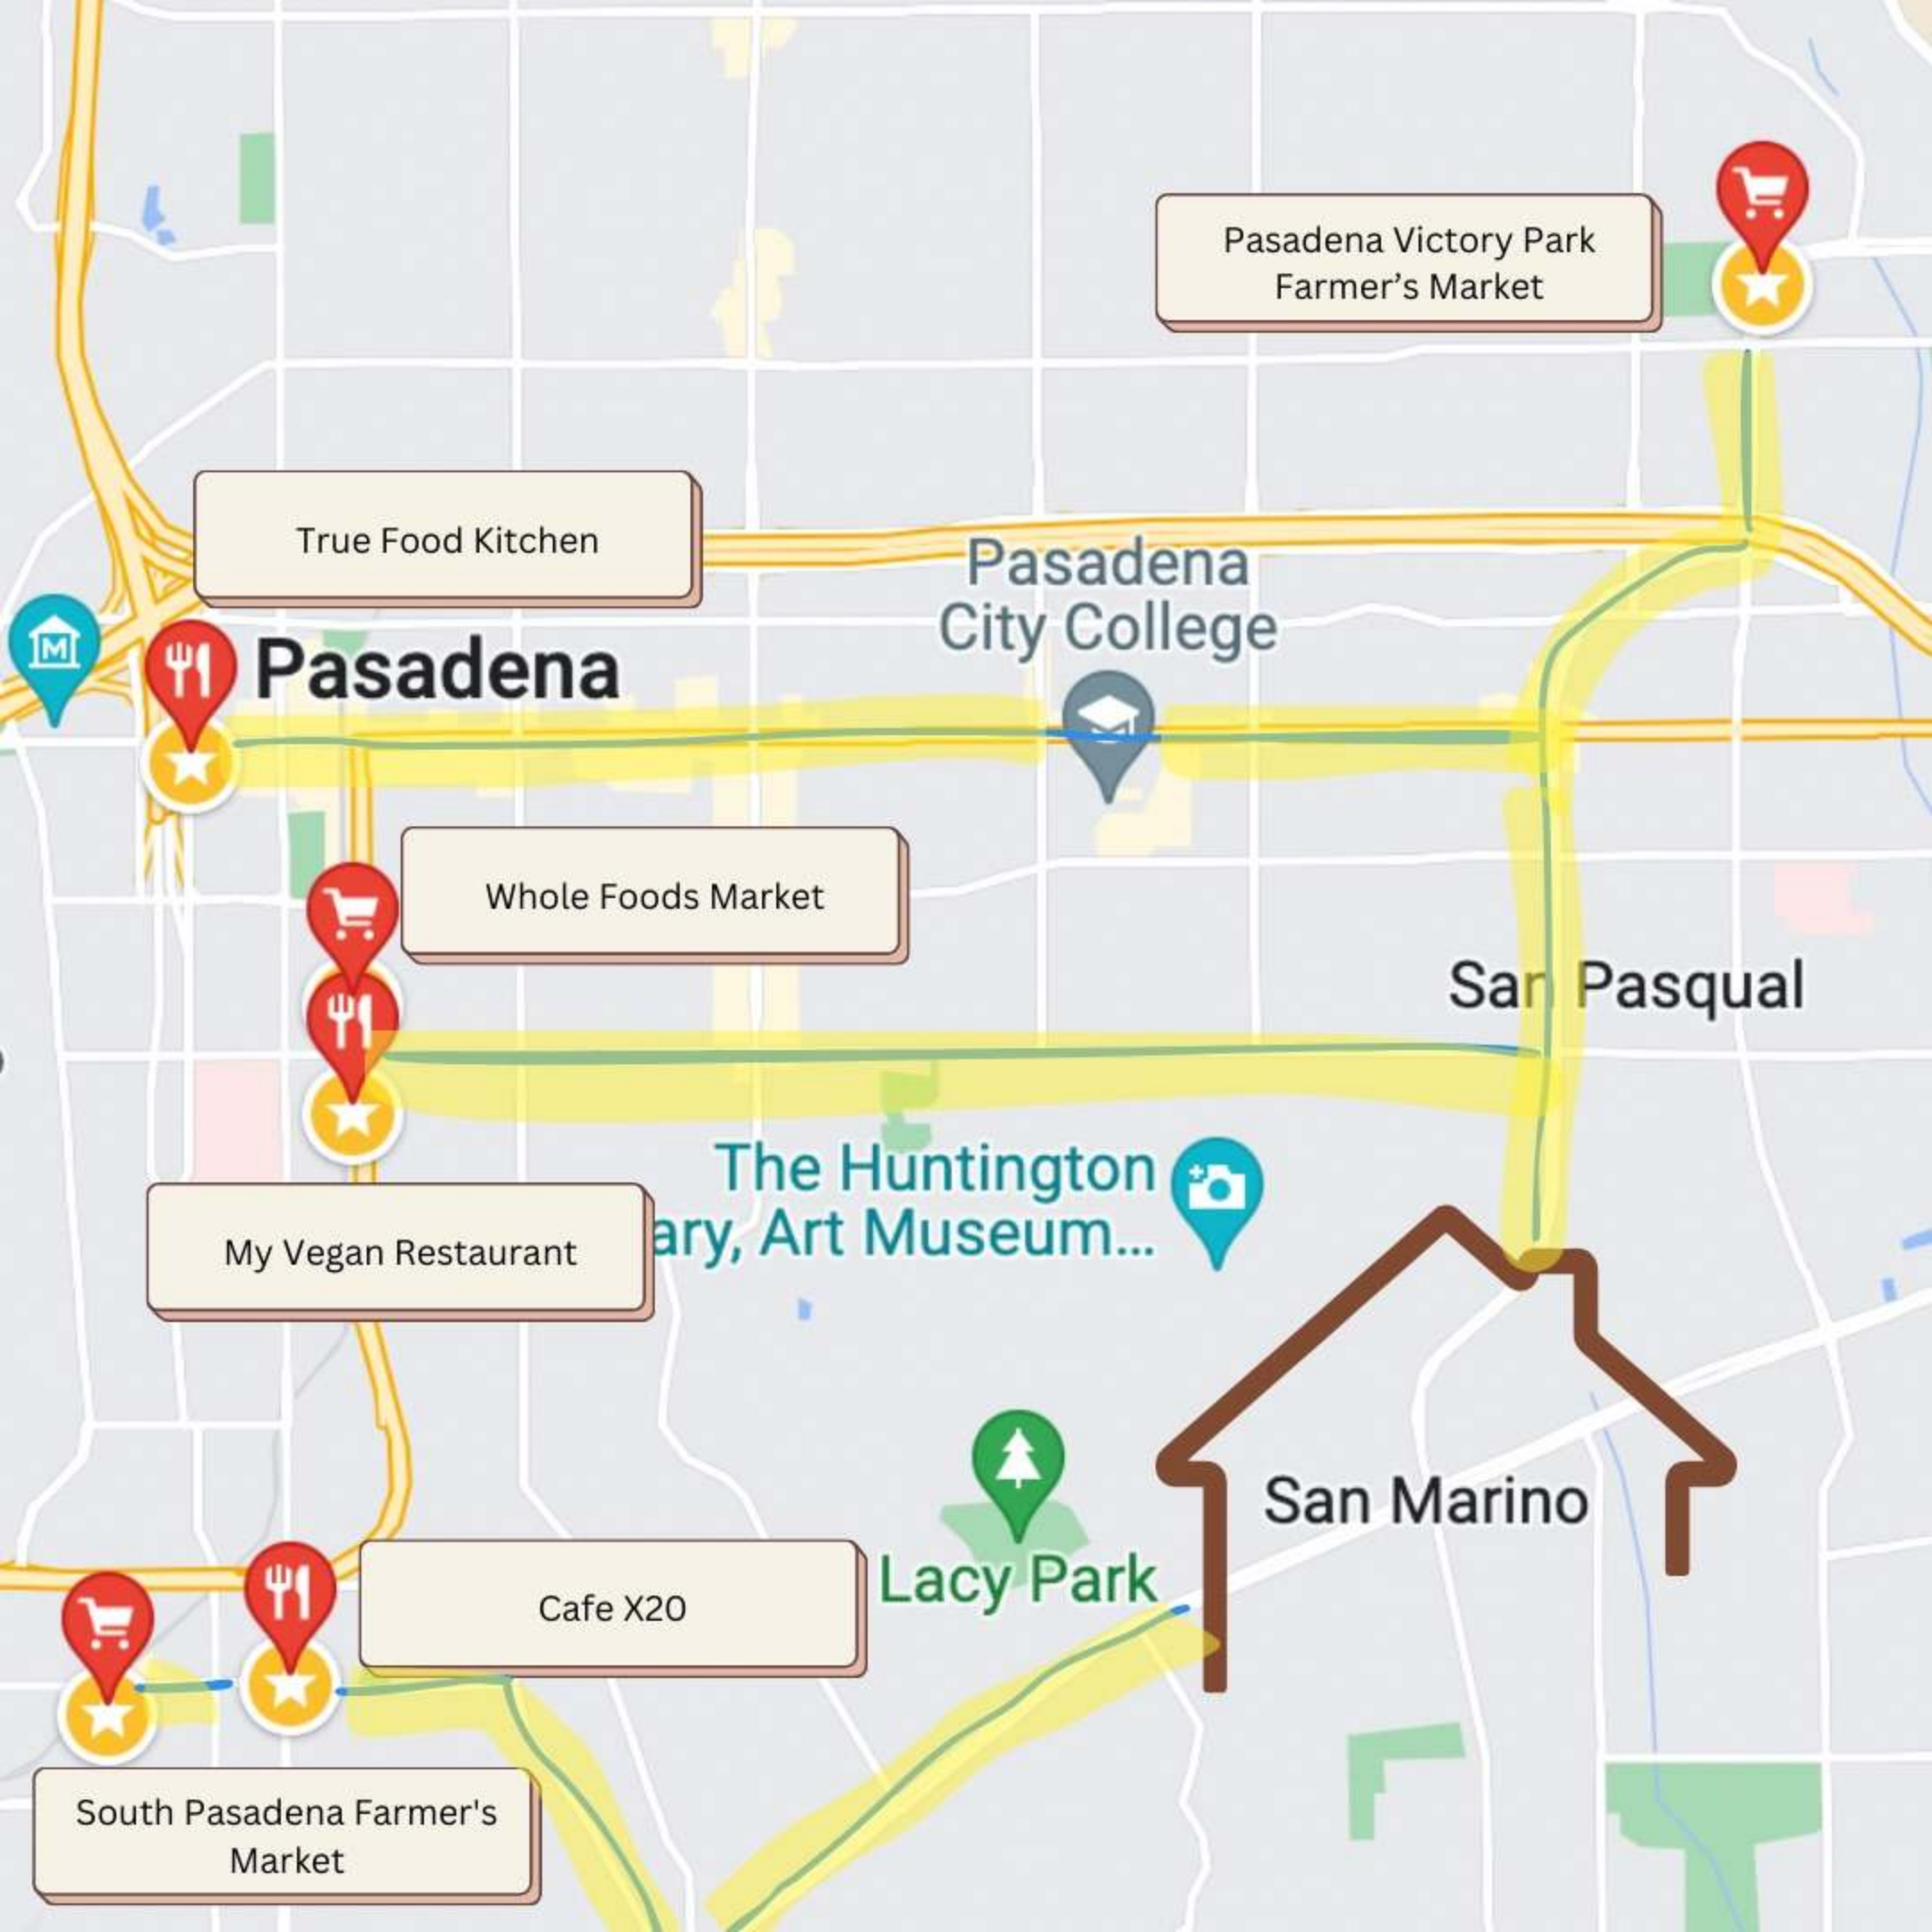 Pasadena Victory Park
Farmer’s Market
True Food Kitchen
Pasadena
City College
M
Pasadena
Whole Foods Market
San Pasqual
The Huntington
ary, Art Museum...
My Vegan Restaurant
San Marino
Lacy Park
Cafe X20
South Pasadena Farmer's
Market